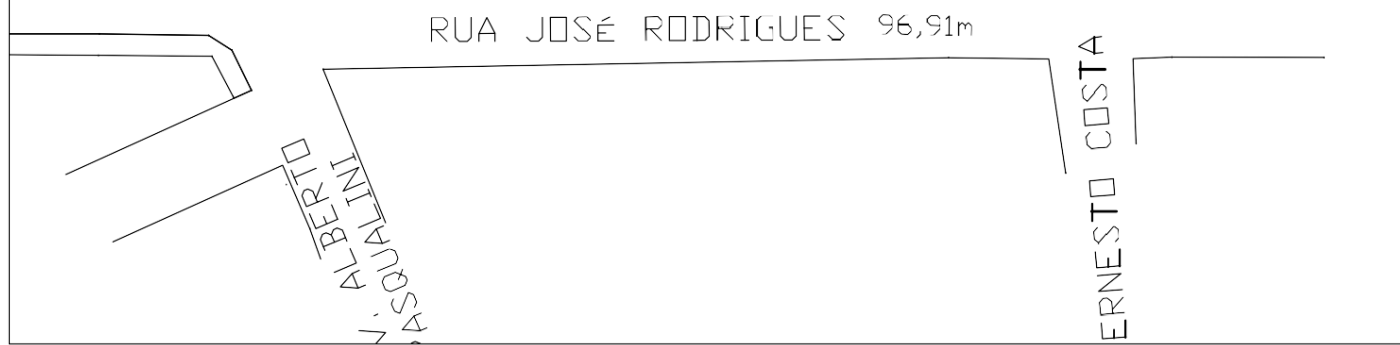 RUA JOSÉ RODRIGUES 96,91m
V. ALBERTO
PASQUALINI
ERNESTO COSTA